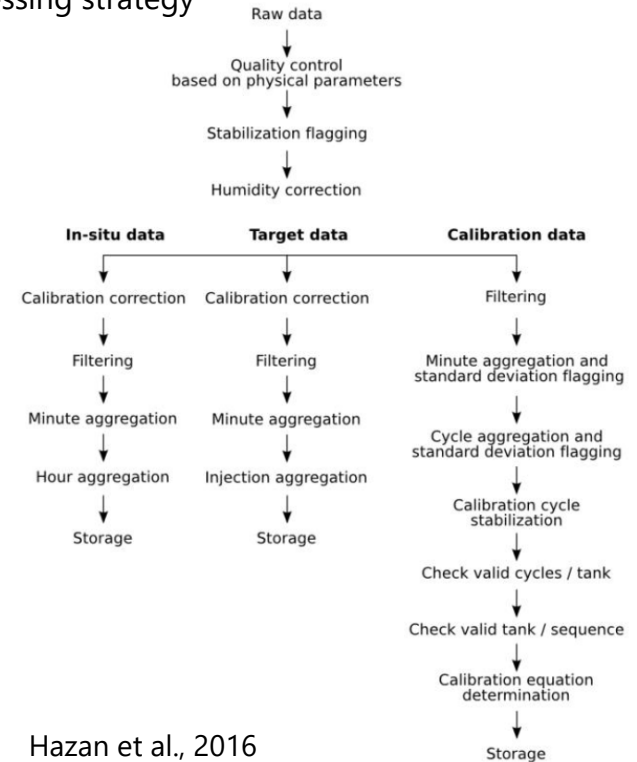 essing strategy
Raw data
Quality control
based on physical parameters
Stabilization flagging
Humidity correction
In-situ data
Target data
Calibration data
Calibration correction
Filtering
Minute aggregation
Hour aggregation
Storage
Calibration correction
Filtering
Minute aggregation
Injection aggregation
Storage
Filtering
Minute aggregation and
standard deviation flagging
Cycle aggregation and
standard deviation flagging
Calibration cycle
stabilization
Check valid cycles / tank
Check valid tank / sequence
Calibration equation
determination
Storage
Hazan et al., 2016